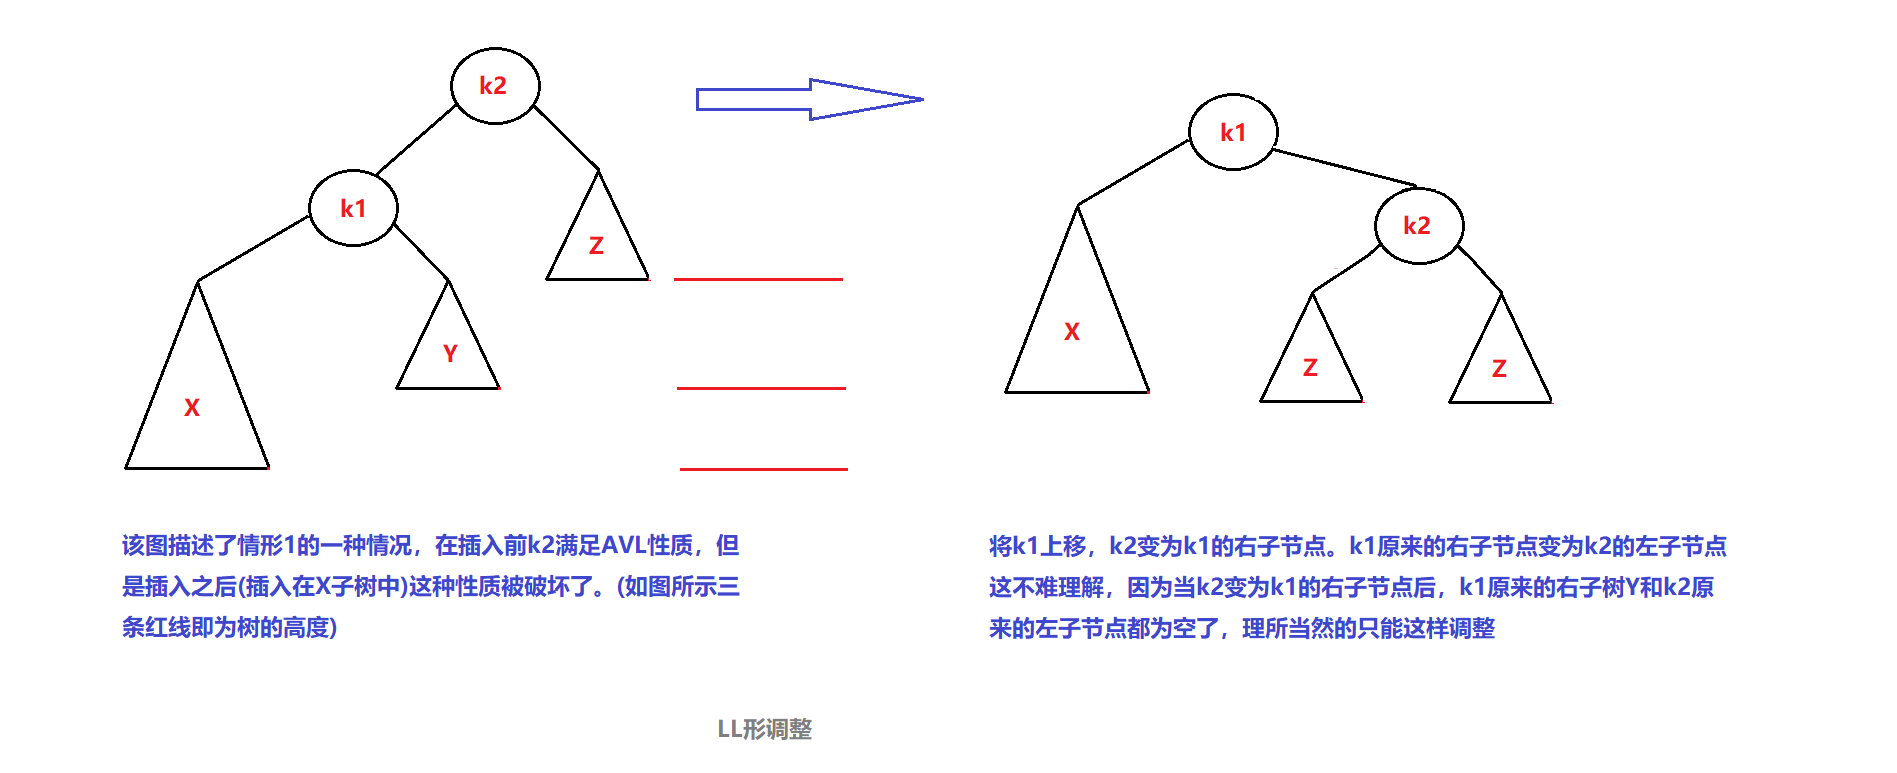 k2
k1
k1
k2
Z
Y
X
X
Z
Z
该图描述了情形1的一种情况，在插入前k2满足AVL性质，但
是插入之后(插入在X子树中)这种性质被破坏了。(如图所示三
条红线即为树的高度)
将k1上移，k2变为k1的右子节点。k1原来的右子节点变为k2的左子节点
这不难理解，因为当k2变为k1的右子节点后，k1原来的右子树Y和k2原
来的左子节点都为空了，理所当然的只能这样调整
LL形调整